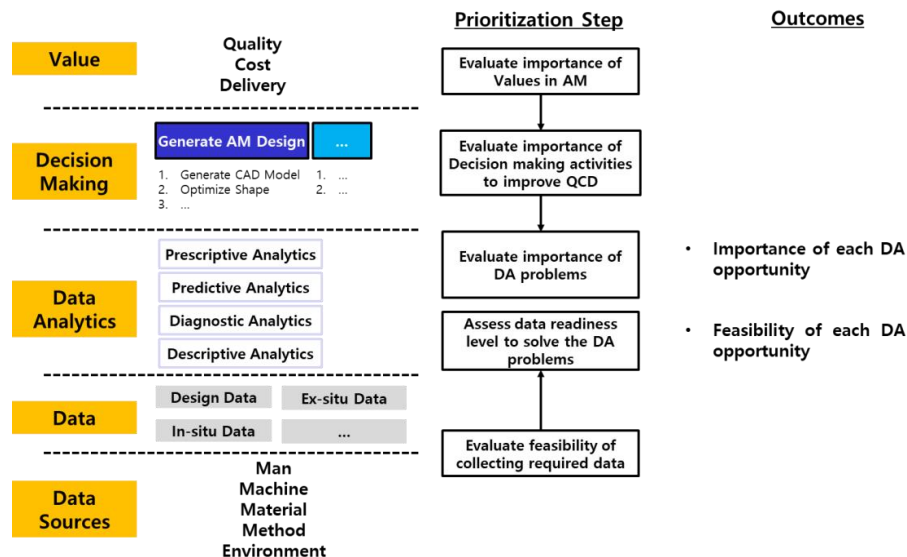 Prioritization Step
Outcomes
Value
Quality
Cost
Delivery
Evaluate importance of
Values in AM
Decision
Making
Generate AM Design
...
1. Generate CAD Model
2. Optimize Shape
3. ...
1. ...
2. ...
Evaluate importance of
Decision making activities
to improve QCD
Data
Analytics
Prescriptive Analytics
Predictive Analytics
Diagnostic Analytics
Descriptive Analytics
Evaluate importance of
DA problems
Assess data readiness
level to solve the DA
problems
• Importance of each DA
opportunity
• Feasibility of each DA
opportunity
Data
Design Data
Ex-situ Data
In-situ Data
...
Evaluate feasibility of
collecting required data
Data
Sources
Man
Machine
Material
Method
Environment